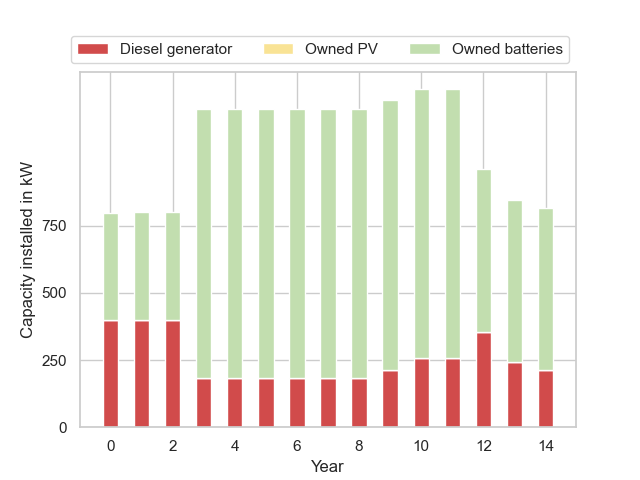 Diesel generator Owned PV Owned batteries
Capacity installed in kW
750
500
250
0
0 2 4 6 8 10 12 14
Year